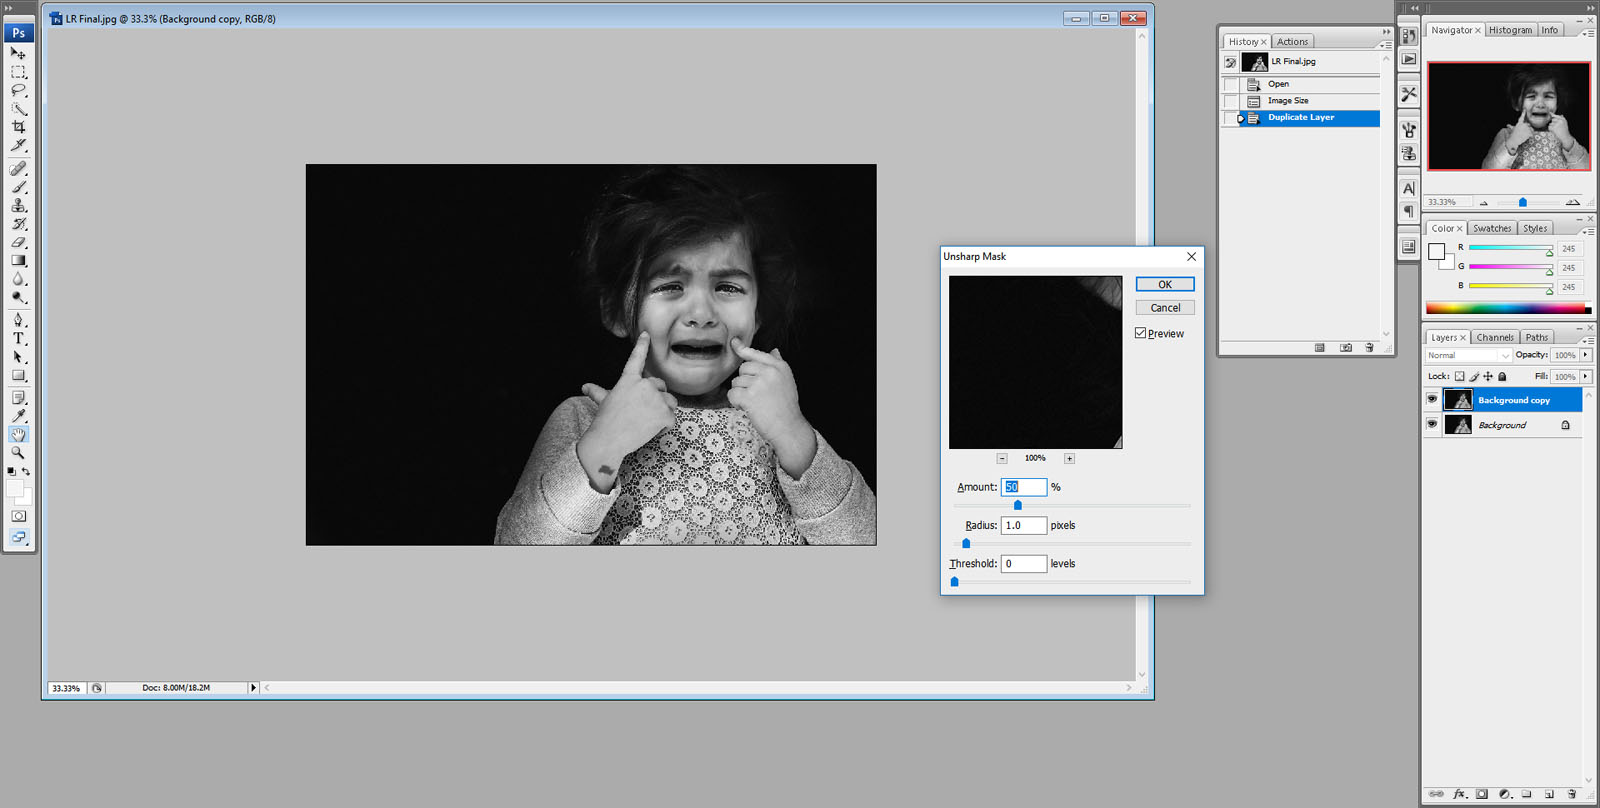 LR Final.jpg @ 33.3% (Background copy, RGB/8)
Ps
33.33%
Doc: 8.00M/18.2M
Unsharp Mask
OK
Cancel
Preview
100%
Amount: 50 %
Radius: 1.0 pixels
Threshold: 0 levels
History Actions
LR Final.jpg
Open
Image Size
Duplicate Layer
Navigator Histogram Info
33.33%
Color Swatches Styles
R 245
G 245
B 245
Layers Channels Paths
Normal Opacity: 100%
Lock: Fill: 100%
Background copy
Background